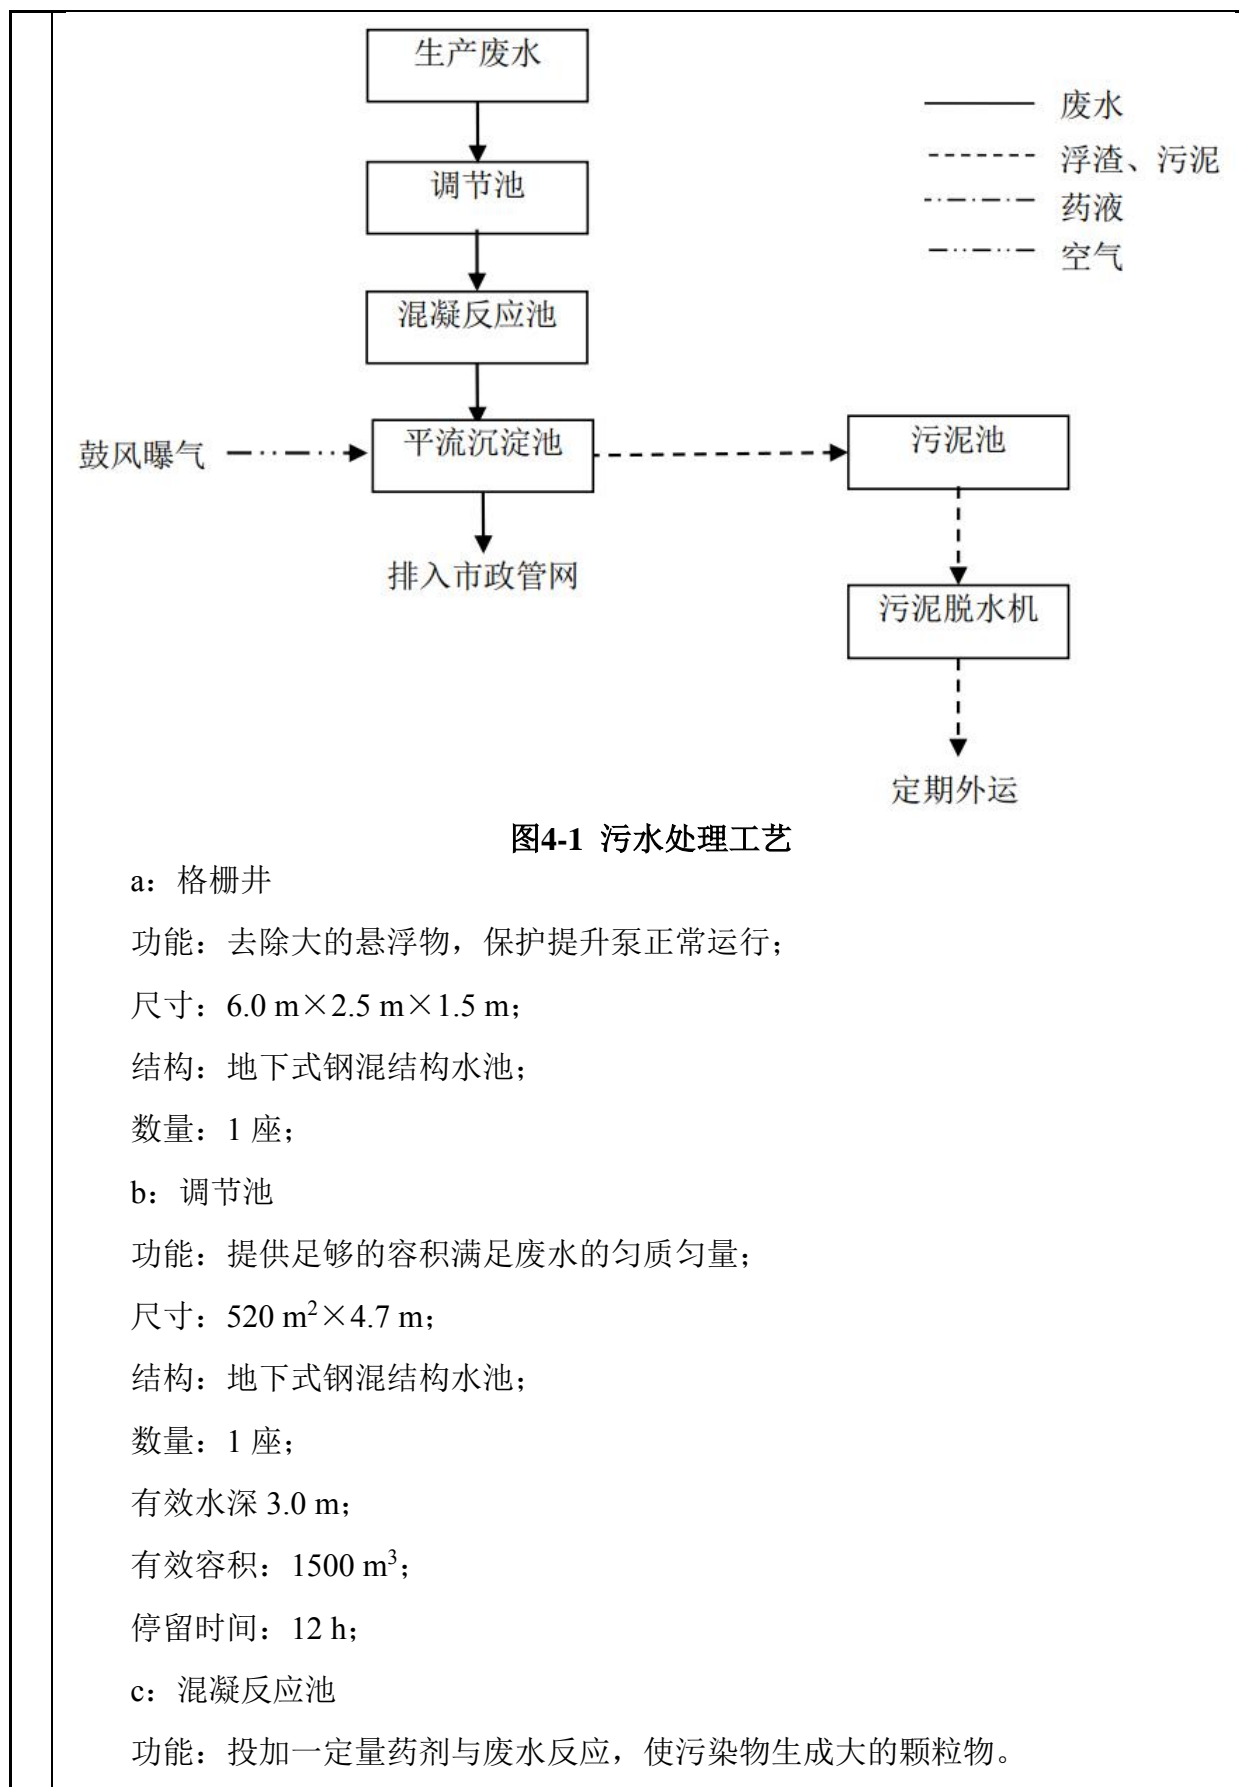 生产废水
调节池
混凝反应池
鼓风曝气
平流沉淀池
排入市政管网
污泥池
污泥脱水机
定期外运
废水
浮渣、污泥
药液
空气
图4-1 污水处理工艺
a：格栅井
功能：去除大的悬浮物，保护提升泵正常运行；
尺寸：6.0 m×2.5 m×1.5 m；
结构：地下式钢混结构水池；
数量：1 座；
b：调节池
功能：提供足够的容积满足废水的匀质匀量；
尺寸：520 m²×4.7 m；
结构：地下式钢混结构水池；
数量：1 座；
有效水深 3.0 m；
有效容积：1500 m³；
停留时间：12 h；
c：混凝反应池
功能：投加一定量药剂与废水反应，使污染物生成大的颗粒物。